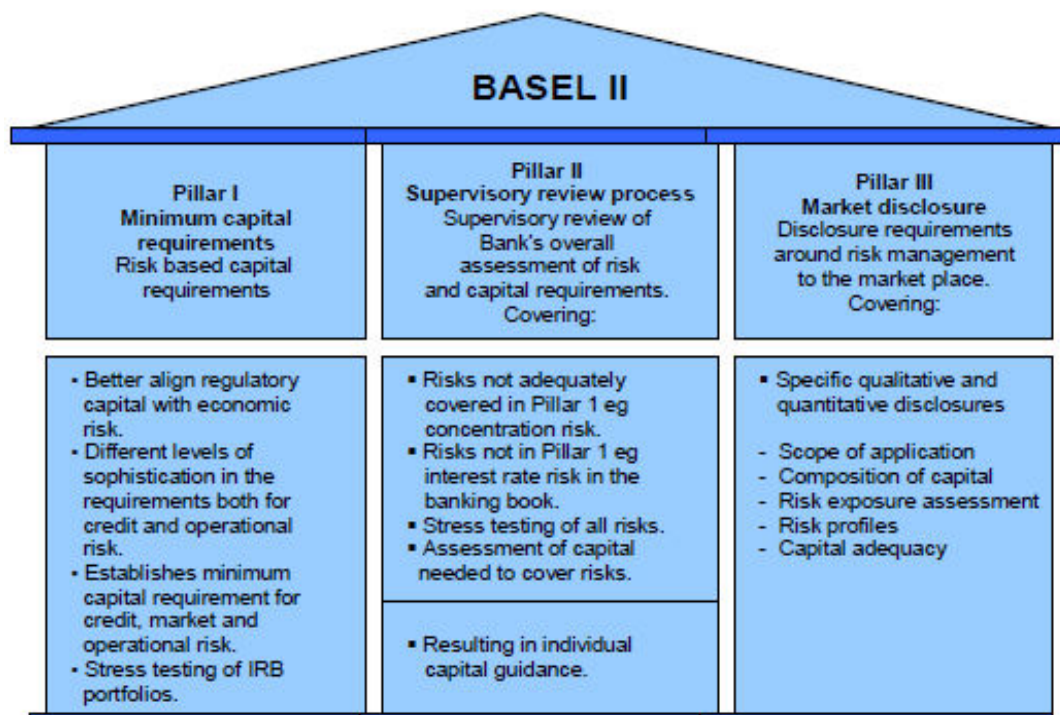 BASEL II
Pillar I
Minimum capital
requirements
Risk based capital
requirements
Pillar II
Supervisory review process
Supervisory review of
Bank's overall
assessment of risk
and capital requirements.
Covering:
Pillar III
Market disclosure
Disclosure requirements
around risk management
to the market place.
Covering:
▪ Better align regulatory
capital with economic
risk.
▪ Different levels of
sophistication in the
requirements both for
credit and operational
risk.
▪ Establishes minimum
capital requirement for
credit, market and
operational risk.
▪ Stress testing of IRB
portfolios.
▪ Risks not adequately
covered in Pillar 1 eg
concentration risk.
▪ Risks not in Pillar 1 eg
interest rate risk in the
banking book.
▪ Stress testing of all risks.
▪ Assessment of capital
needed to cover risks.
▪ Resulting in individual
capital guidance.
▪ Specific qualitative and
quantitative disclosures
- Scope of application
- Composition of capital
- Risk exposure assessment
- Risk profiles
- Capital adequacy